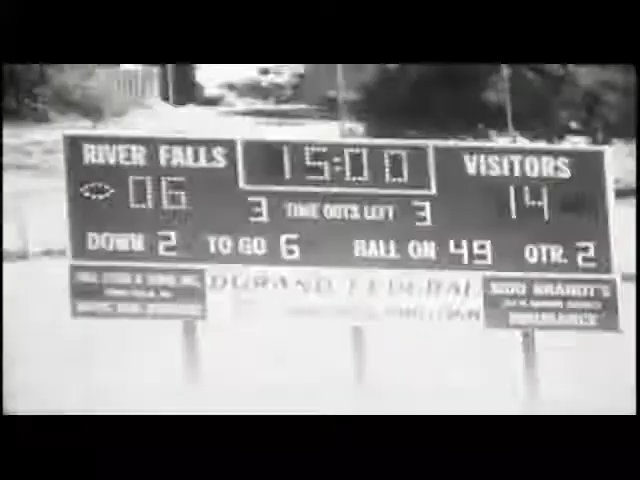 RIVER FALLS 15:00 VISITORS
06 14
3 TIME OUTS LEFT 3
DOWN 2 TO GO 6 BALL ON 49 QTR. 2
DURAND FEDERAL